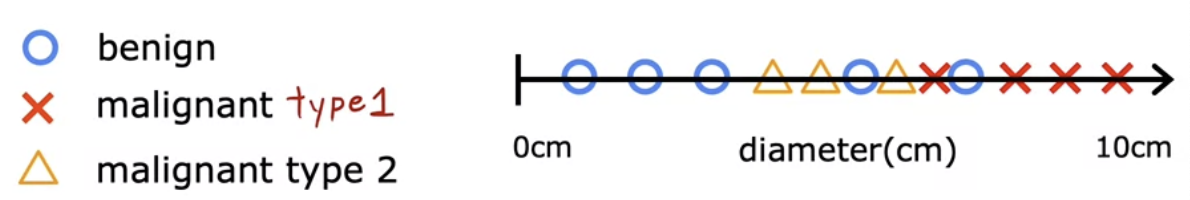 benign
malignant type1
malignant type 2
0cm
diameter(cm)
10cm